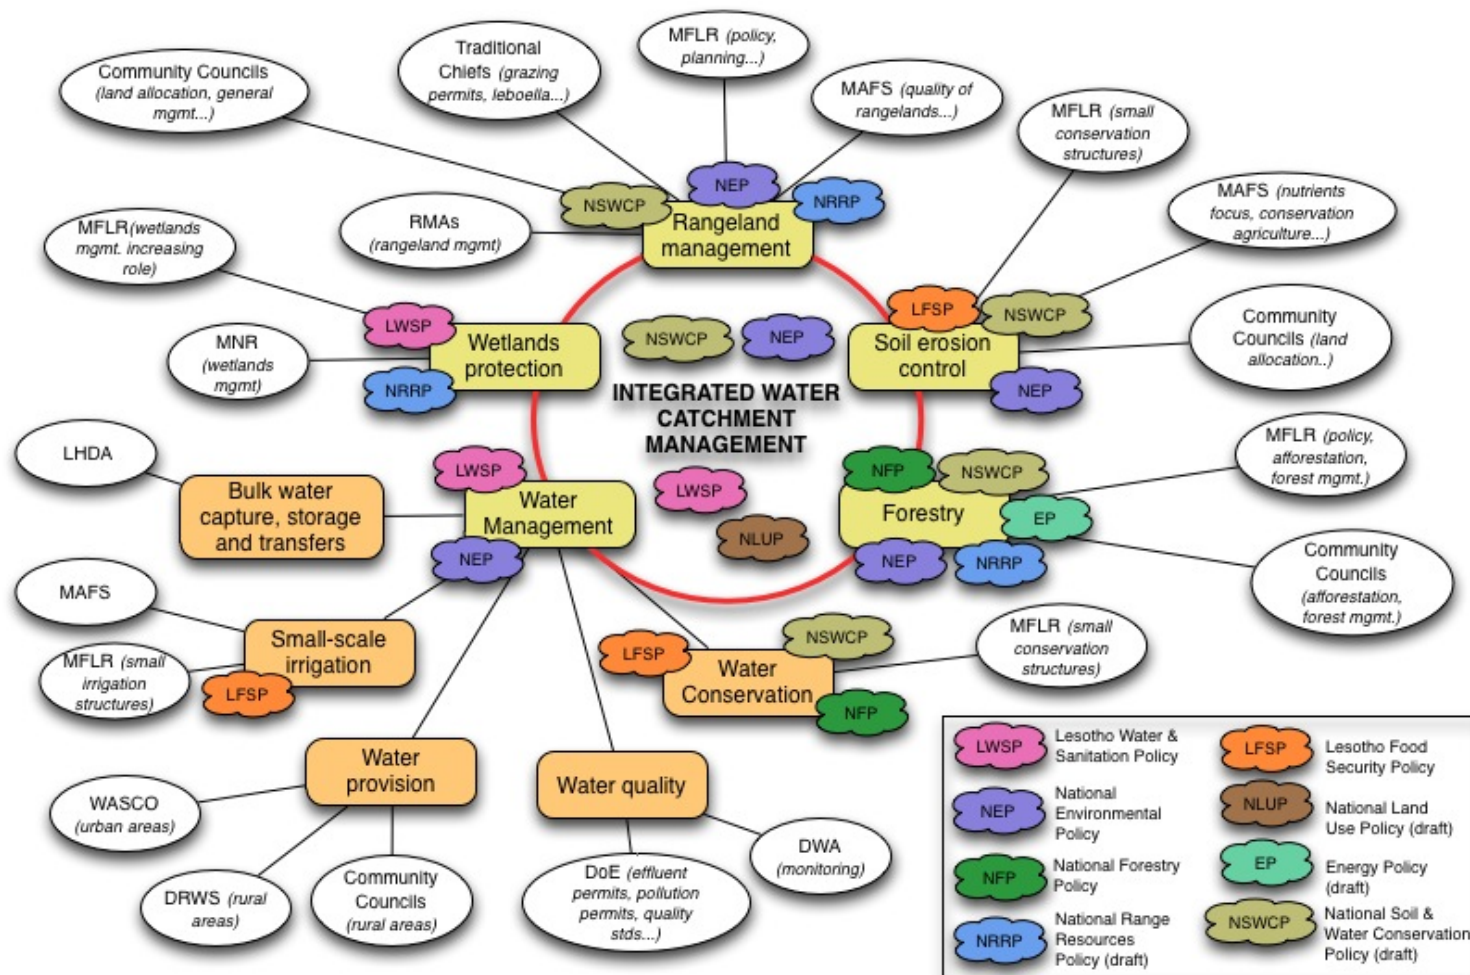 Community Councils
(land allocation, general
mgmt...)
Traditional
Chiefs (grazing
permits, leboella...)
MFLR (policy,
planning...)
MAFS (quality of
rangelands...)
MFLR (small
conservation
structures)
MAFS (nutrients
focus, conservation
agriculture...)
MFLR(wetlands
mgmt. increasing
role)
RMAs
(rangeland mgmt)
NSWCP
NEP
NRRP
Rangeland
management
LWSP
MNR
(wetlands
mgmt)
NRRP
Wetlands
protection
NSWCP
NEP
LFSP
NSWCP
Soil erosion
control
NEP
Community
Councils (land
allocation..)
INTEGRATED WATER
CATCHMENT
MANAGEMENT
LWSP
NLUP
LHDA
Bulk water
capture, storage
and transfers
LWSP
Water
Management
NEP
NFP
NSWCP
Forestry
EP
NEP
NRRP
MFLR (policy,
afforestation,
forest mgmt.)
Community
Councils
(afforestation,
forest mgmt.)
MAFS
MFLR (small
irrigation
structures)
Small-scale
irrigation
LFSP
LFSP
NSWCP
Water
Conservation
NFP
MFLR (small
conservation
structures)
Water
provision
WASCO
(urban areas)
DRWS (rural
areas)
Community
Councils
(rural areas)
Water quality
DoE (effluent
permits, pollution
permits, quality
stds...)
DWA
(monitoring)
LWSP
Lesotho Water &
Sanitation Policy
NEP
National
Environmental
Policy
NFP
National Forestry
Policy
NRRP
National Range
Resources
Policy (draft)
LFSP
Lesotho Food
Security Policy
NLUP
National Land
Use Policy (draft)
EP
Energy Policy
(draft)
NSWCP
National Soil &
Water Conservation
Policy (draft)